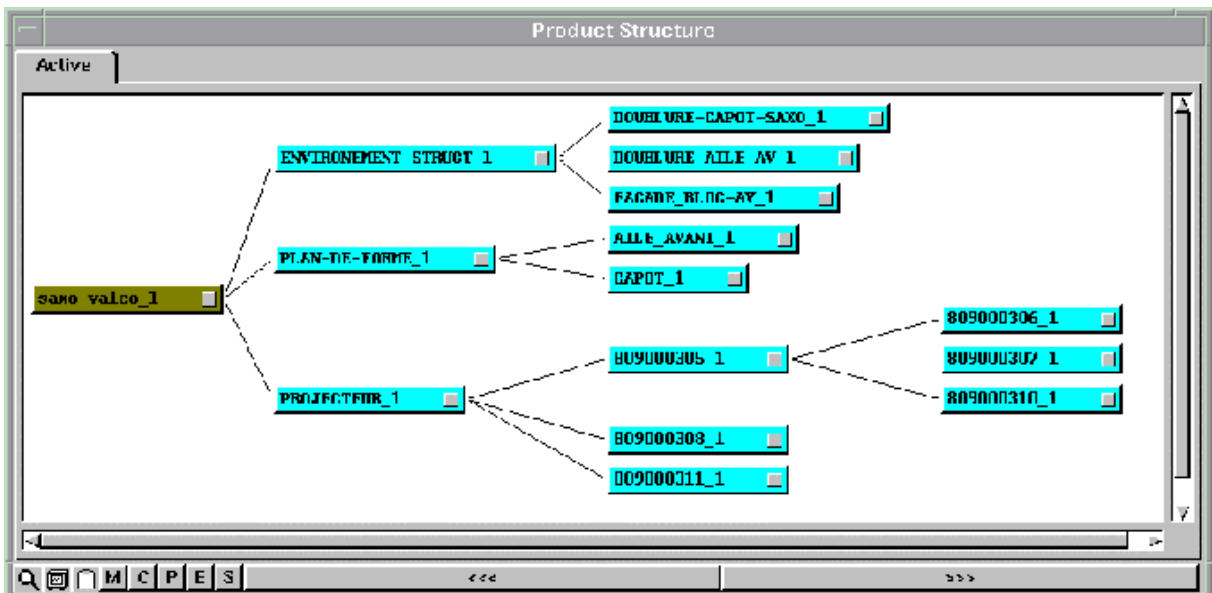 Product Structure
Active
DOUBLURE-CAPOT-SAXO_1
ENVIRONEMENT STRUCT 1
DOUBLURE AILE AV 1
FACADE_BLOC-AV_1
AILE_AVANT_1
PLAN-DE-FORME_1
CAPOT_1
saxo valeo_1
809000306_1
809000305 1
809000307 1
PROJECTEUR_1
809000310_1
809000308_1
809000311_1
M C P E S <<< >>>